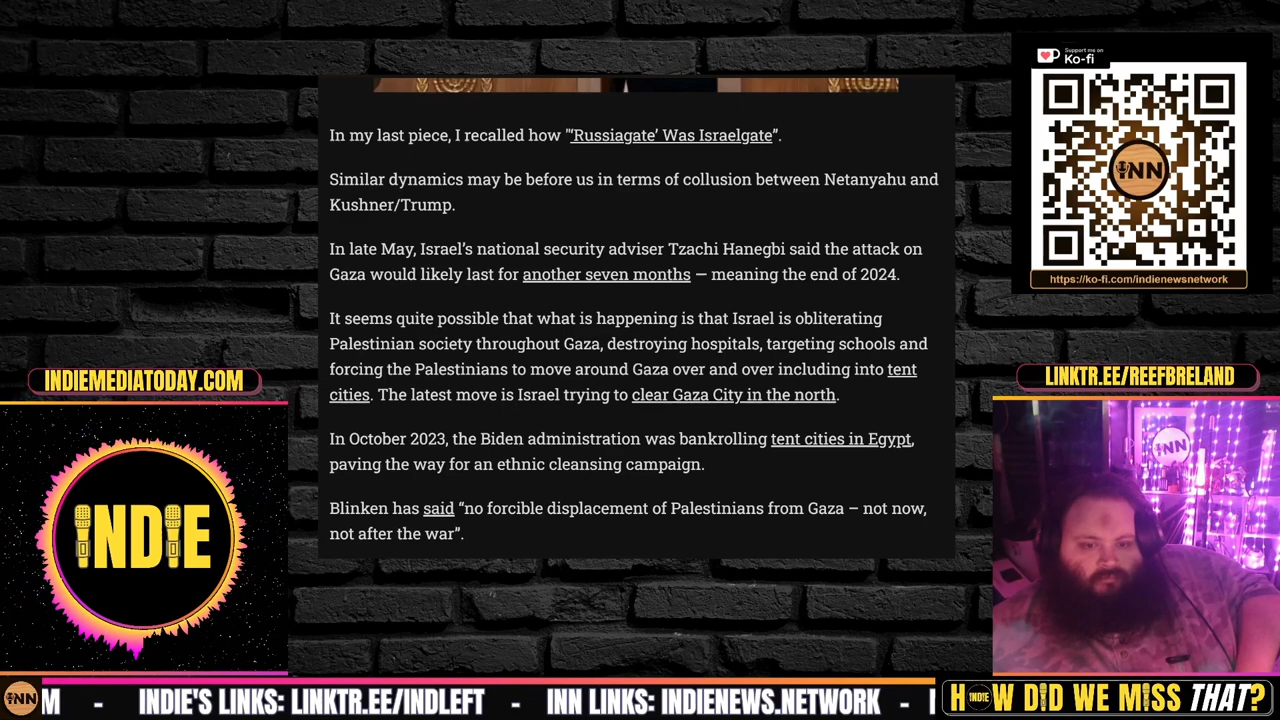 In my last piece, I recalled how "'Russiagate' Was Israelgate".
Similar dynamics may be before us in terms of collusion between Netanyahu and
Kushner/Trump.
In late May, Israel's national security adviser Tzachi Hanegbi said the attack on
Gaza would likely last for another seven months — meaning the end of 2024.
It seems quite possible that what is happening is that Israel is obliterating
Palestinian society throughout Gaza, destroying hospitals, targeting schools and
forcing the Palestinians to move around Gaza over and over including into tent
cities. The latest move is Israel trying to clear Gaza City in the north.
In October 2023, the Biden administration was bankrolling tent cities in Egypt,
paving the way for an ethnic cleansing campaign.
Blinken has said “no forcible displacement of Palestinians from Gaza – not now,
not after the war”.
Support me on
Ko-fi
iNN
https://ko-fi.com/indienewsnetwork
INDIEMEDIATODAY.COM
LINKTR.EE/REEFBRELAND
INDIE
INN
iNN
M - INDIE'S LINKS: LINKTR.EE/INDLEFT - NN LINKS: INDIENEWS.NETWORK -
INDIE
HOW DID WE MISS THAT?